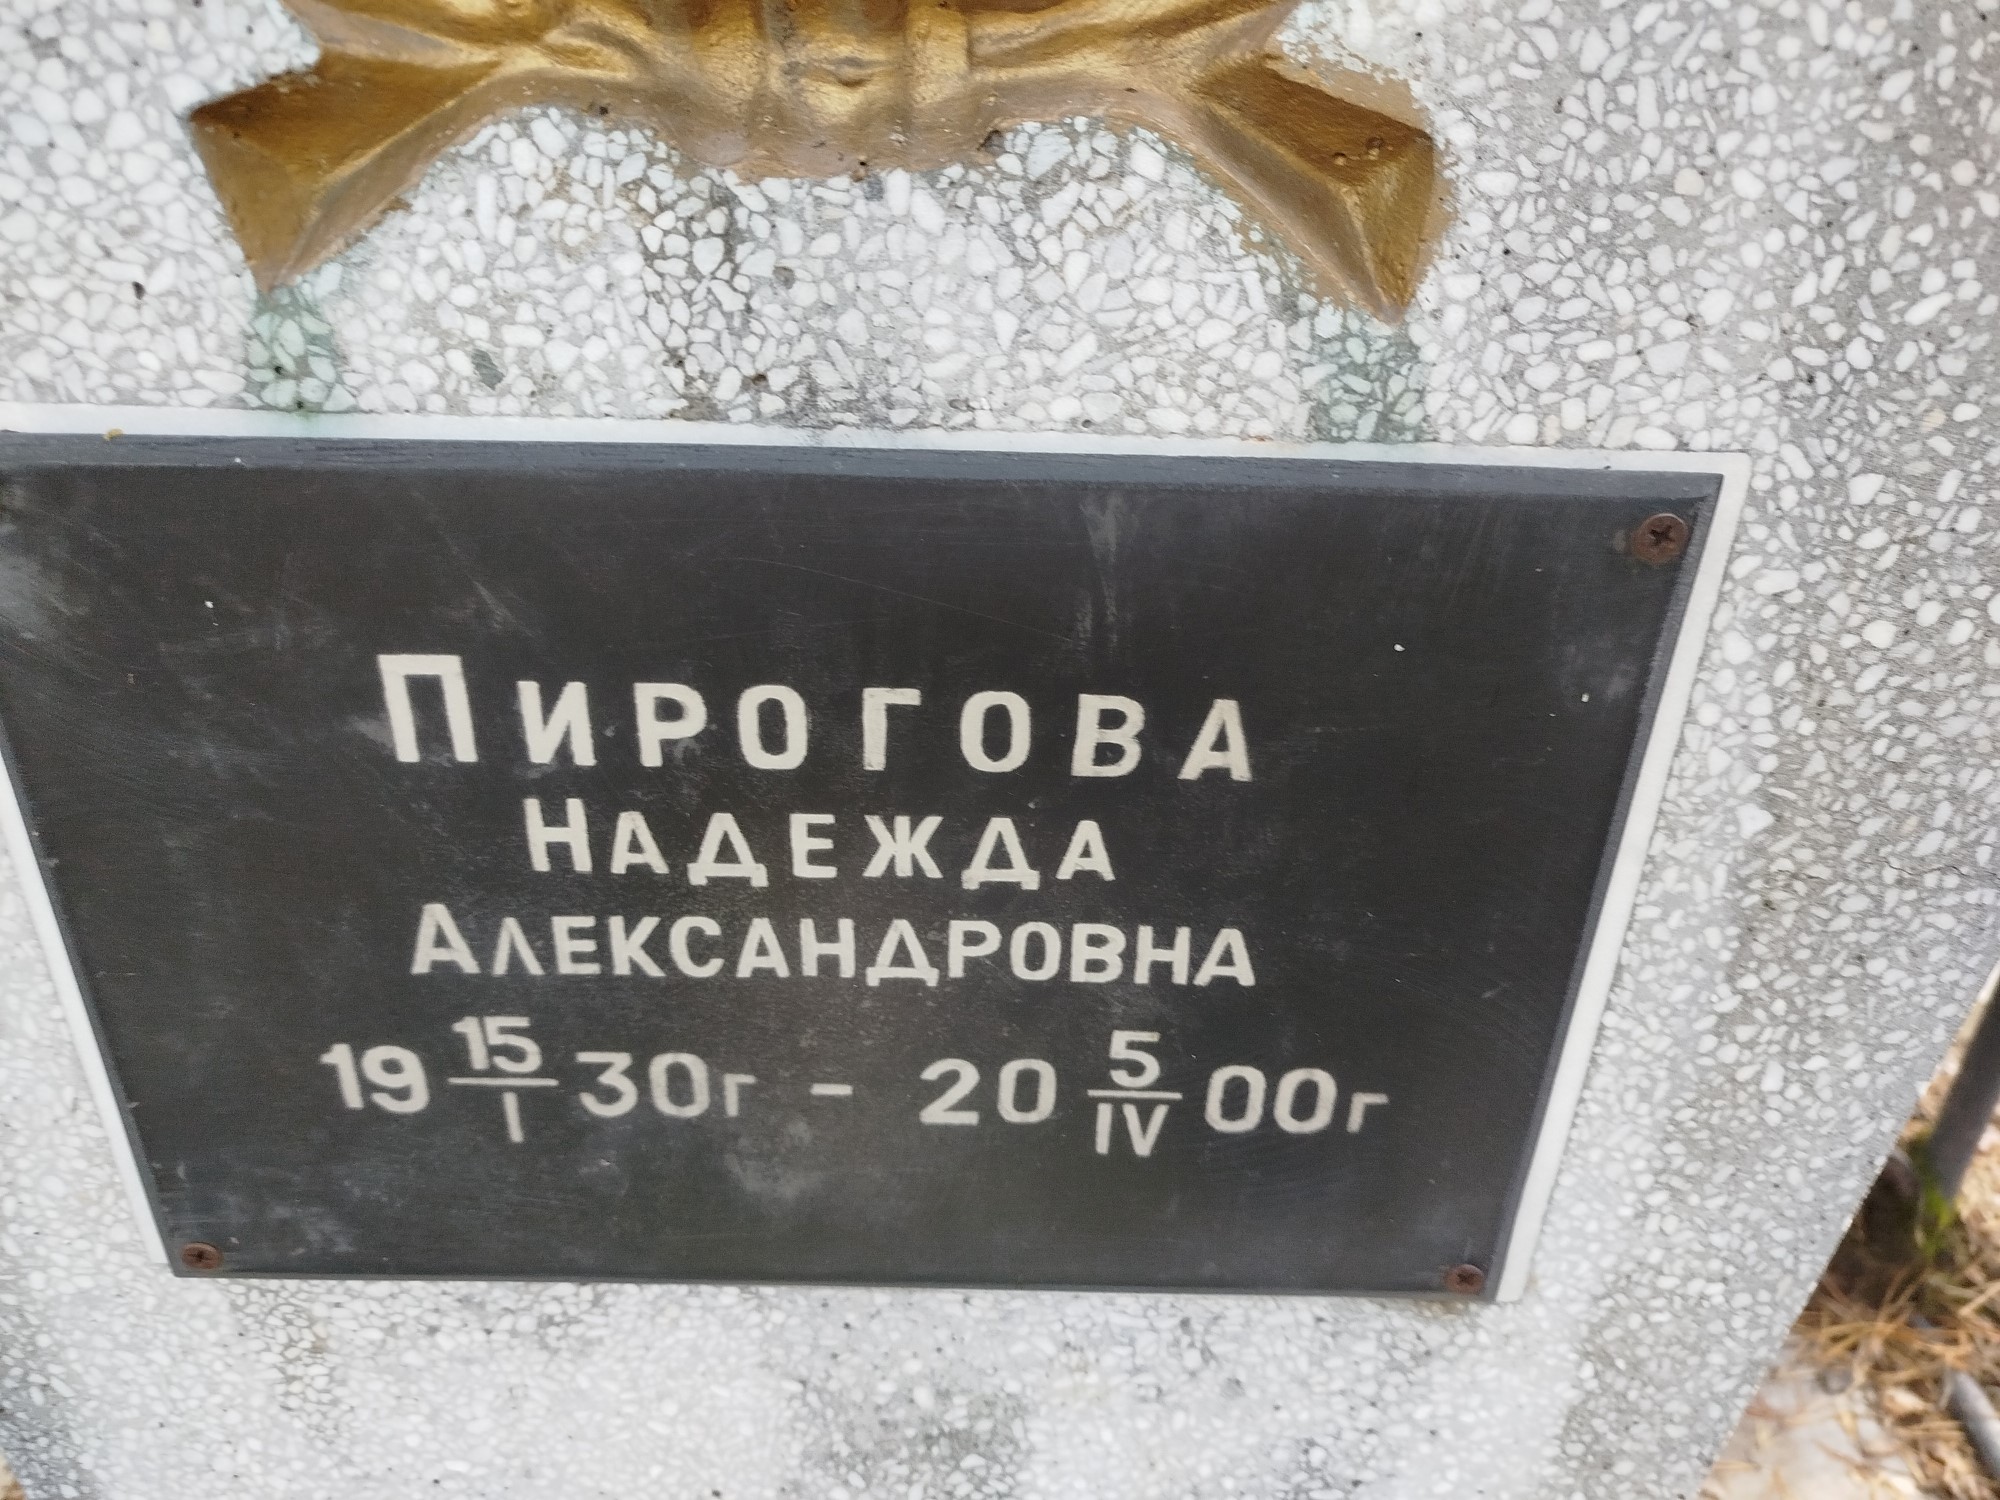 ПИРОГОВА
НАДЕЖДА
АЛЕКСАНДРОВНА
19 15/I 30г - 20 5/IV 00г